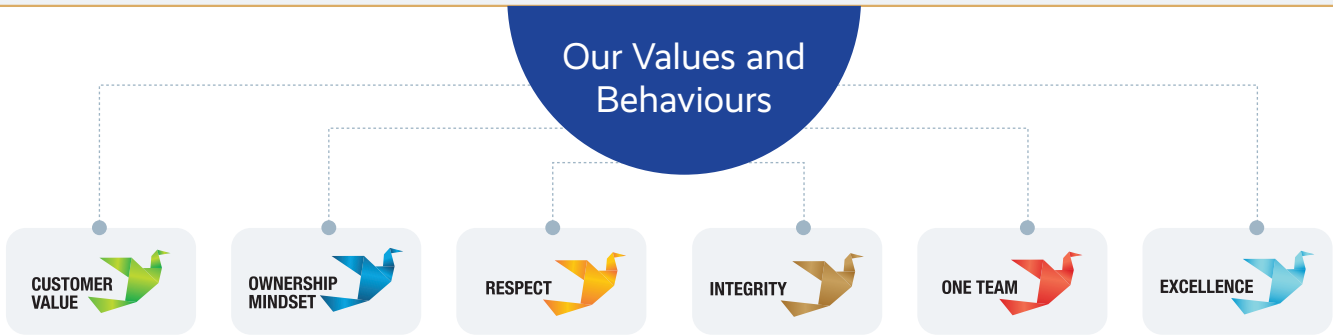 Our Values and
Behaviours
CUSTOMER
VALUE
OWNERSHIP
MINDSET
RESPECT
INTEGRITY
ONE TEAM
EXCELLENCE